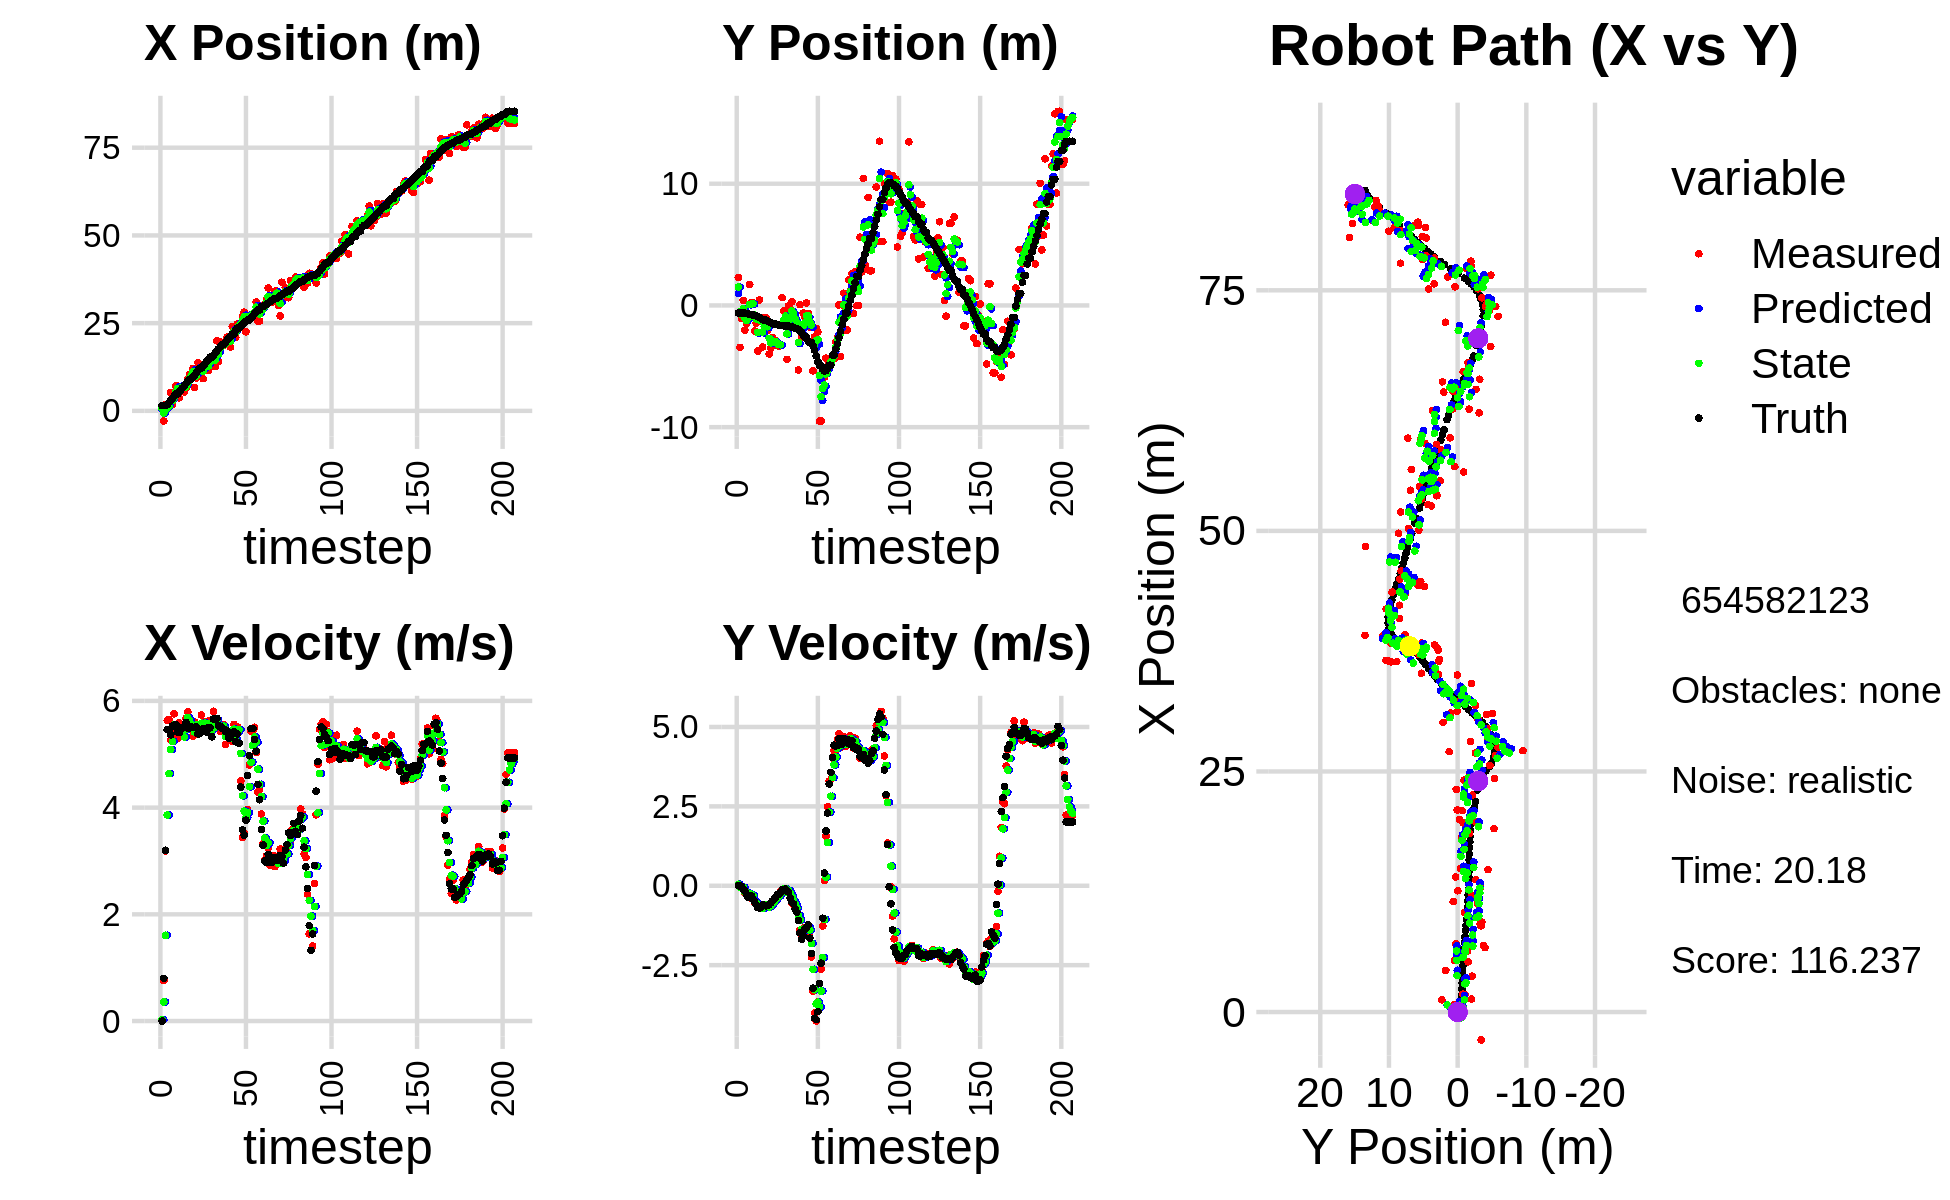 X Position (m)
75
50
25
0
0
50
100
150
200
timestep
Y Position (m)
10
0
-10
0
50
100
150
200
timestep
X Velocity (m/s)
6
4
2
0
0
50
100
150
200
timestep
Y Velocity (m/s)
5.0
2.5
0.0
-2.5
0
50
100
150
200
timestep
Robot Path (X vs Y)
X Position (m)
75
50
25
0
20 10 0 -10 -20
Y Position (m)
variable
Measured
Predicted
State
Truth
654582123
Obstacles: none
Noise: realistic
Time: 20.18
Score: 116.237